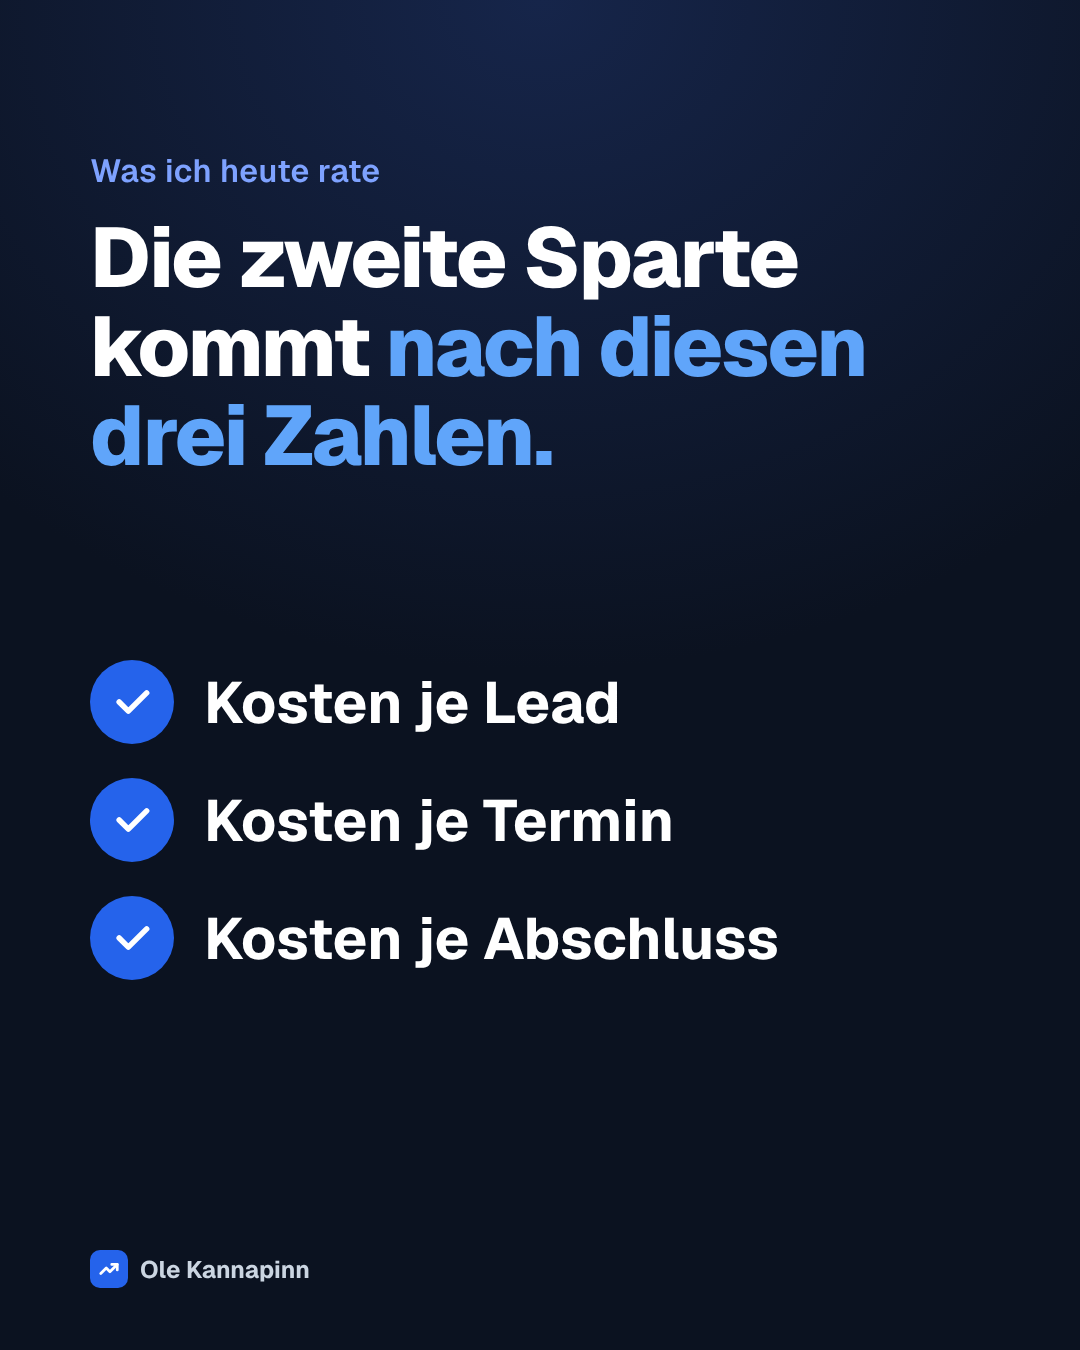 Was ich heute rate
Die zweite Sparte
kommt nach diesen
drei Zahlen.
Kosten je Lead
Kosten je Termin
Kosten je Abschluss
Ole Kannapinn